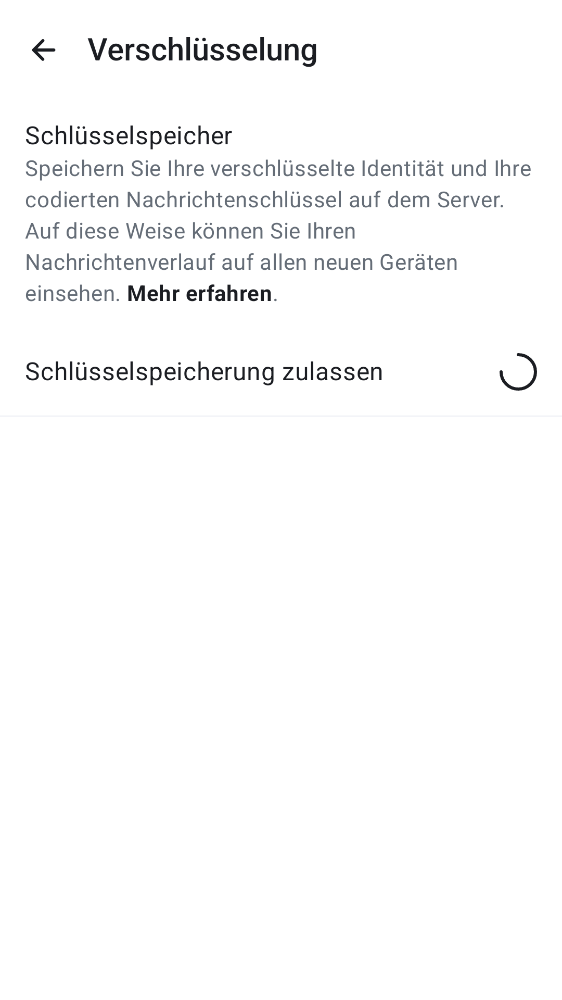 Verschlüsselung
Schlüsselspeicher
Speichern Sie Ihre verschlüsselte Identität und Ihre
codierten Nachrichtenschlüssel auf dem Server.
Auf diese Weise können Sie Ihren
Nachrichtenverlauf auf allen neuen Geräten
einsehen. Mehr erfahren.
Schlüsselspeicherung zulassen